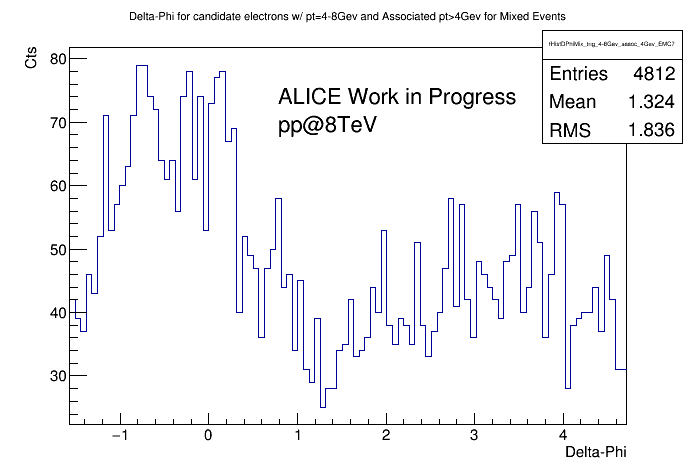 Delta-Phi for candidate electrons w/ pt=4-8Gev and Associated pt>4Gev for Mixed Events
Cts
fHistDPhiMix_trig_4-8Gev_assoc_4Gev_EMC7
Entries 4812
Mean 1.324
RMS 1.836
ALICE Work in Progress
pp@8TeV
80
70
60
50
40
30
−1 0 1 2 3 4
Delta-Phi